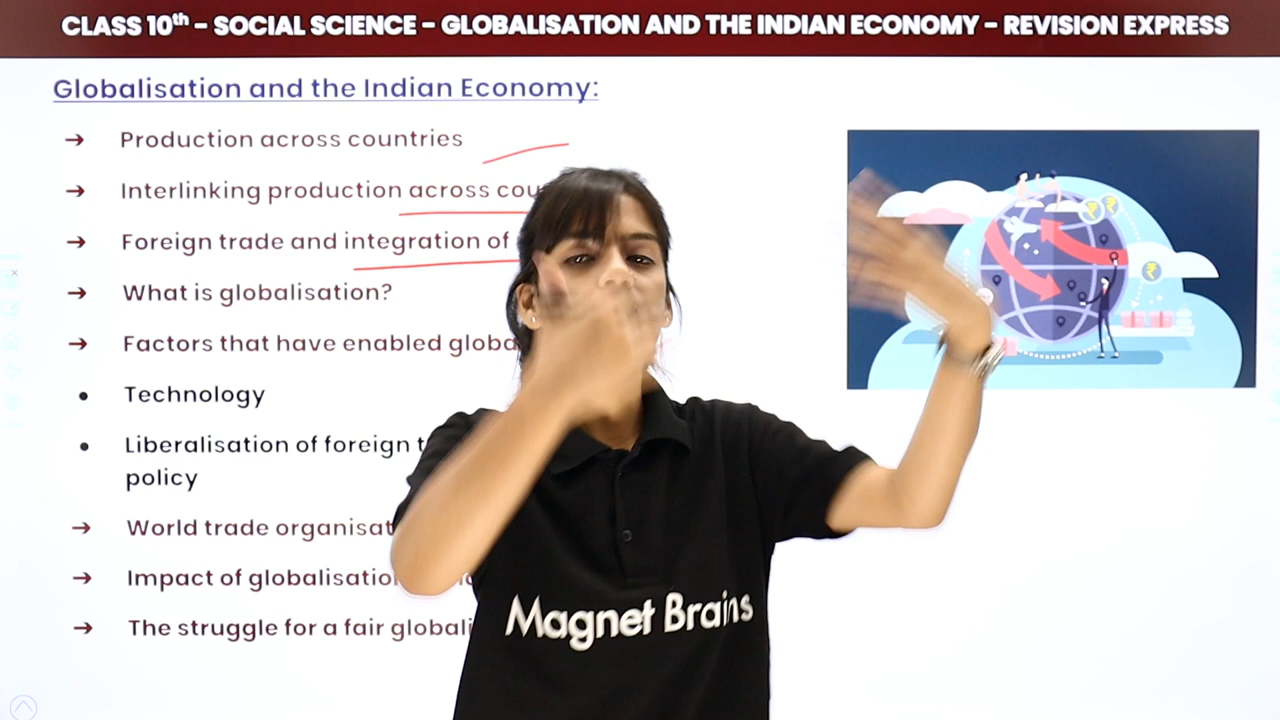 CLASS 10th – SOCIAL SCIENCE – GLOBALISATION AND THE INDIAN ECONOMY – REVISION EXPRESS
Globalisation and the Indian Economy:
➔ Production across countries
➔ Interlinking production across
➔ Foreign trade and integration of
➔ What is globalisation?
➔ Factors that have enabled
• Technology
• Liberalisation of foreign
policy
➔ World trade
➔ Impact of
➔ The struggle for a fair
Magnet Brains